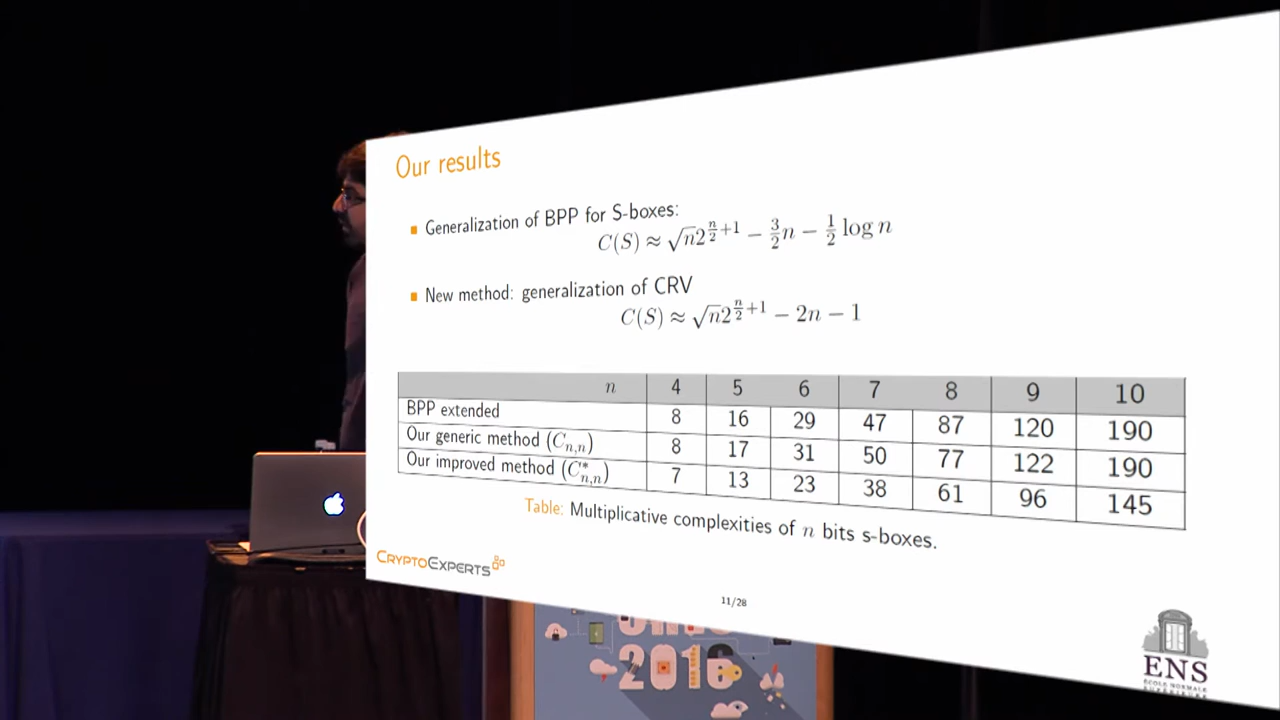 Our results
Generalization of BPP for S-boxes:
C(S) ≈ √n2^{n/2+1} − 3/2 n − 1/2 log n
New method: generalization of CRV
C(S) ≈ √n2^{n/2+1} − 2n − 1
n 4 5 6 7 8 9 10
BPP extended 8 16 29 47 87 120 190
Our generic method (C_{n,n}) 8 17 31 50 77 122 190
Our improved method (C*_{n,n}) 7 13 23 38 61 96 145
Table: Multiplicative complexities of n bits s-boxes.
CRYPTOEXPERTS
11/28
ENS
ÉCOLE NORMALE
2016